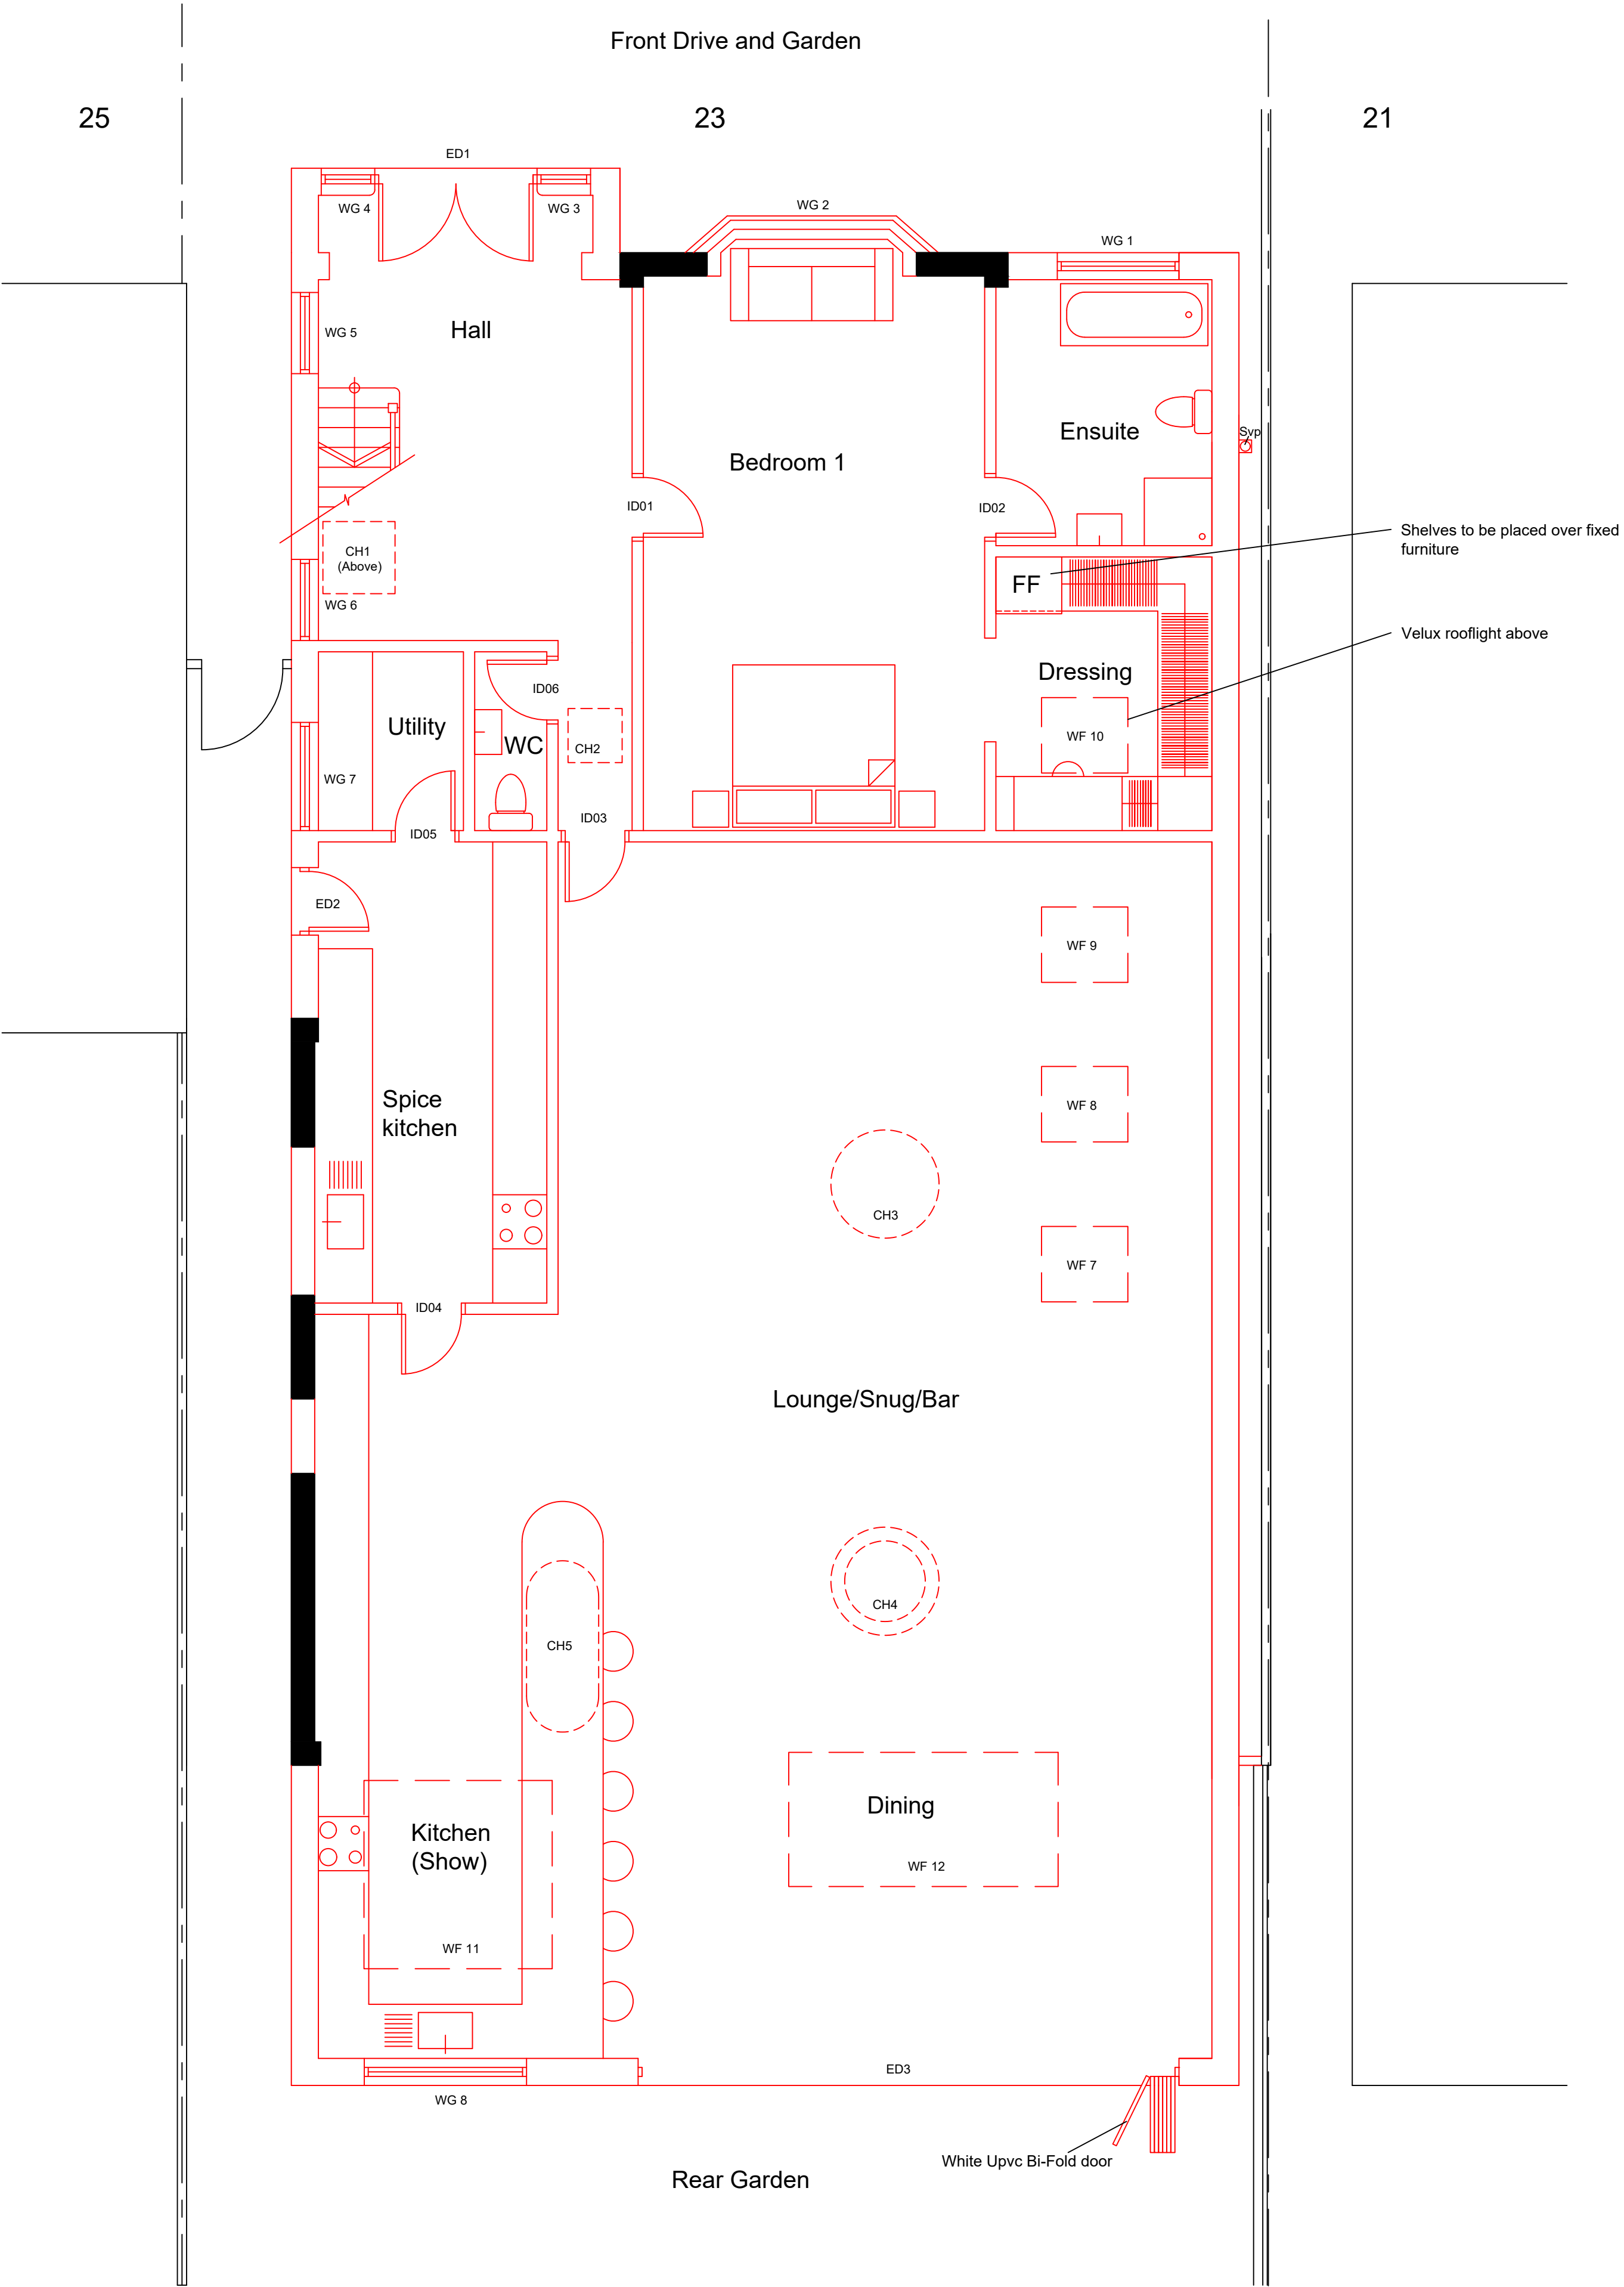 Front Drive and Garden
25
23
21
ED1
WG 4
WG 3
WG 2
WG 1
WG 5
Hall
Ensuite
Svp
Bedroom 1
ID01
ID02
Shelves to be placed over fixed
furniture
CH1
(Above)
FF
WG 6
Velux rooflight above
Dressing
ID06
Utility
WC
CH2
WF 10
WG 7
ID03
ID05
ED2
WF 9
Spice
kitchen
WF 8
CH3
WF 7
ID04
Lounge/Snug/Bar
CH4
CH5
Dining
Kitchen
(Show)
WF 12
WF 11
ED3
WG 8
White Upvc Bi-Fold door
Rear Garden